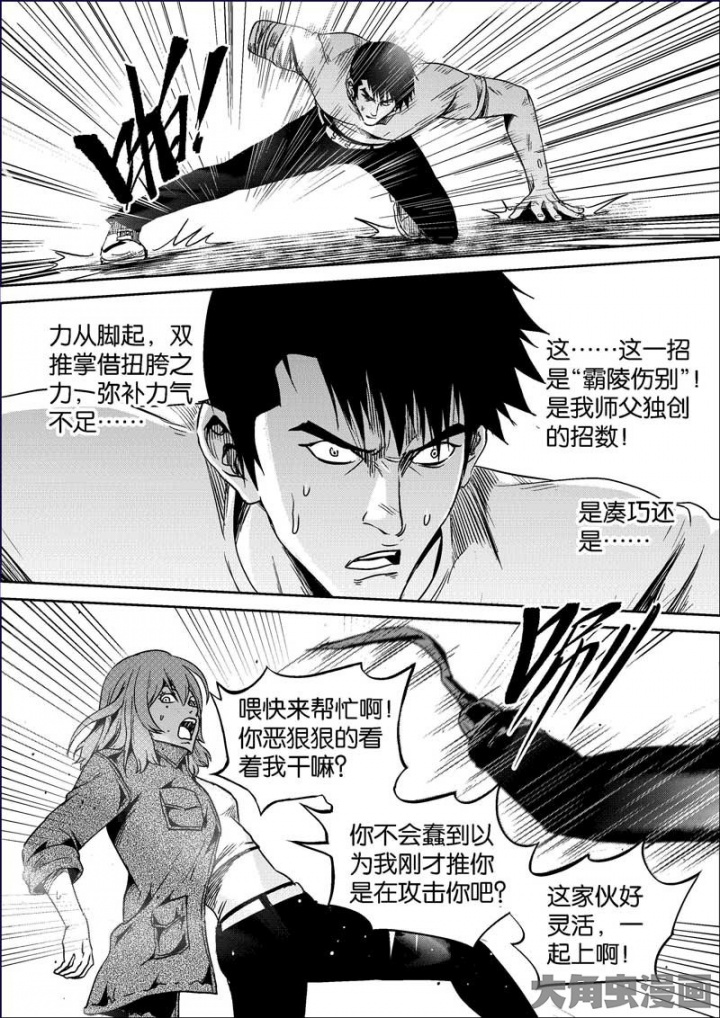 啪!
力从脚起，双
推掌借扭胯之
力，弥补力气
不足……
这……这一招
是“霸陵伤别”!
是我师父独创
的招数!
是凑巧还
是……
唰!
喂快来帮忙啊!
你恶狠狠的看
着我干嘛?
你不会蠢到以
为我刚才推你
是在攻击你吧?
这家伙好
灵活，一
起上啊!
大角虫漫画